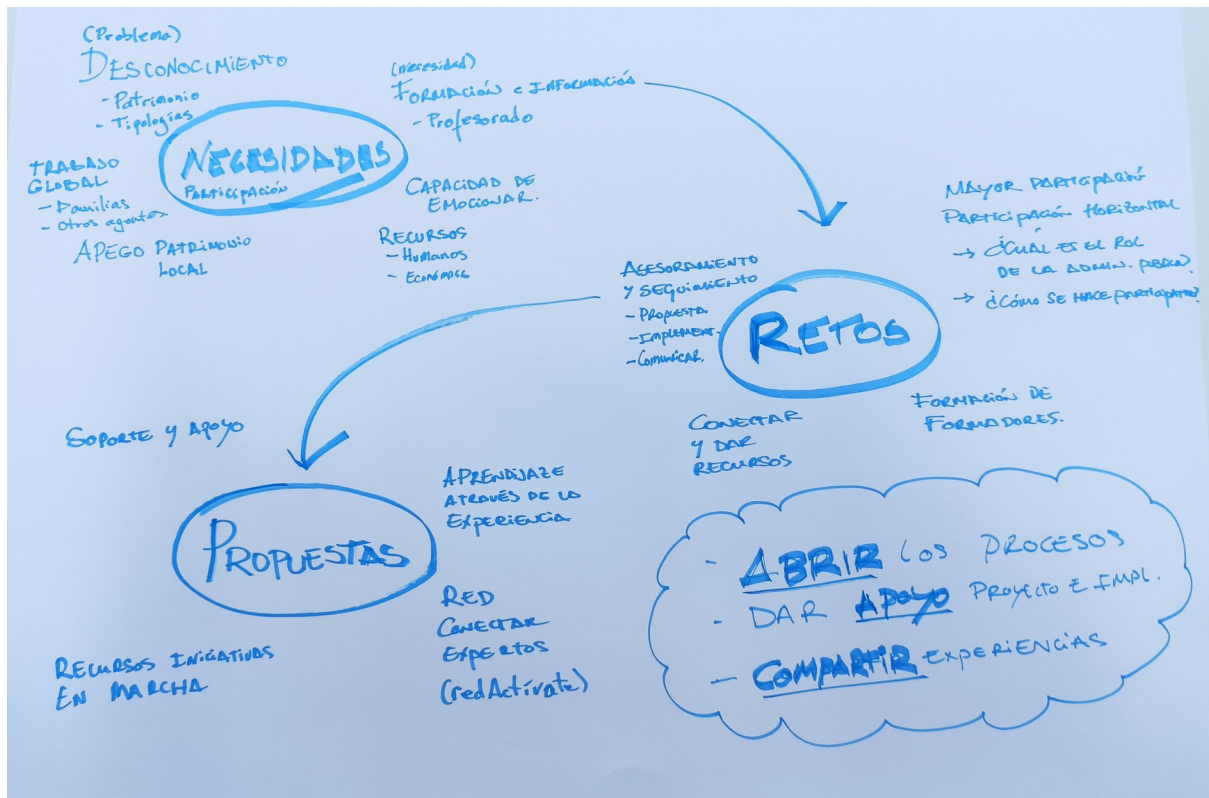 (Problema)
DESCONOCIMIENTO
- Patrimonio
- Tipologías
(necesidad)
FORMACIÓN e INFORMACIÓN
- Profesorado
NECESIDADES
PARTICIPACIÓN
TRABAJO
GLOBAL
- Familias
- Otros agentes
APEGO PATRIMONIO
LOCAL
CAPACIDAD DE
EMOCIONAR.
RECURSOS
- Humanos
- Económic
MAYOR PARTICIPACIÓN
PARTICIPACIÓN HORIZONTAL
→ ¿CUÁL ES EL ROL
DE LA ADMIN. PÚBLICA?
→ ¿CÓMO SE HACE PARTICIPATE?
ASESORAMIENTO
Y SEGUIMIENTO
- PROPUESTA
- IMPLEMENT.
- COMUNICAR.
RETOS
CONECTAR
Y DAR
RECURSOS
FORMACIÓN DE
FORMADORES.
SOPORTE Y APOYO
PROPUESTAS
APRENDIJAZE
ATRAVÉS DE LA
EXPERIENCIA
RED
CONECTAR
EXPERTOS
(redActívate)
RECURSOS INICIATIVAS
EN MARCHA
- ABRIR LOS PROCESOS
- DAR APOYO PROYECTO E IMPL.
- COMPARTIR EXPERIENCIAS